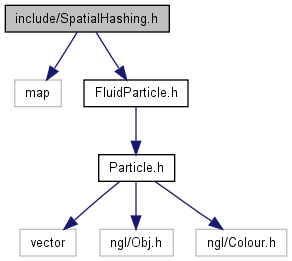 include/SpatialHashing.h
map
FluidParticle.h
Particle.h
vector
ngl/Obj.h
ngl/Colour.h